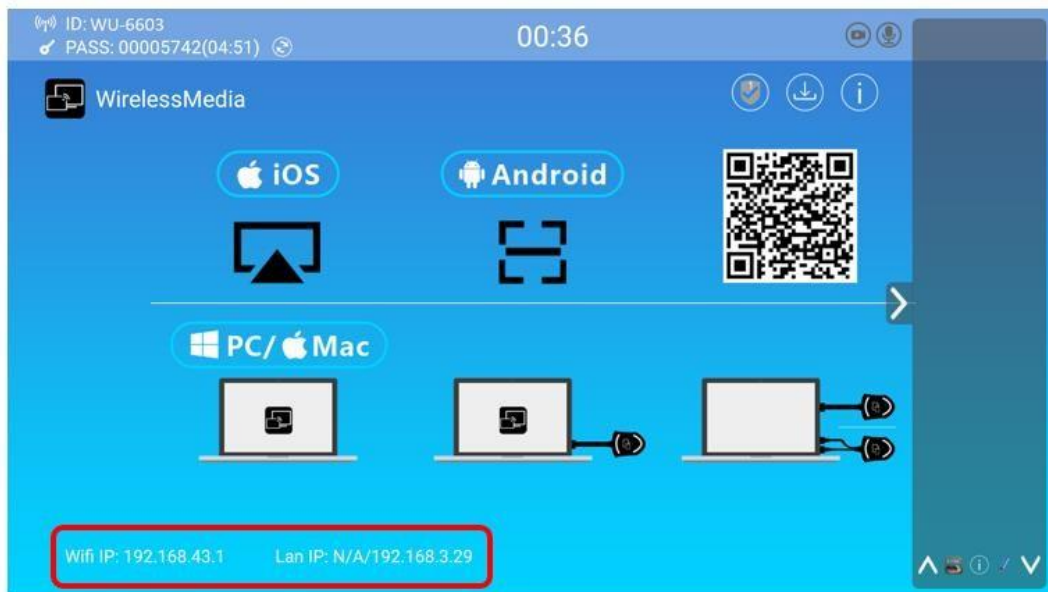 ID: WU-6603
PASS: 00005742(04:51)
00:36
WirelessMedia
iOS
Android
PC/ Mac
Wifi IP: 192.168.43.1
Lan IP: N/A/192.168.3.29